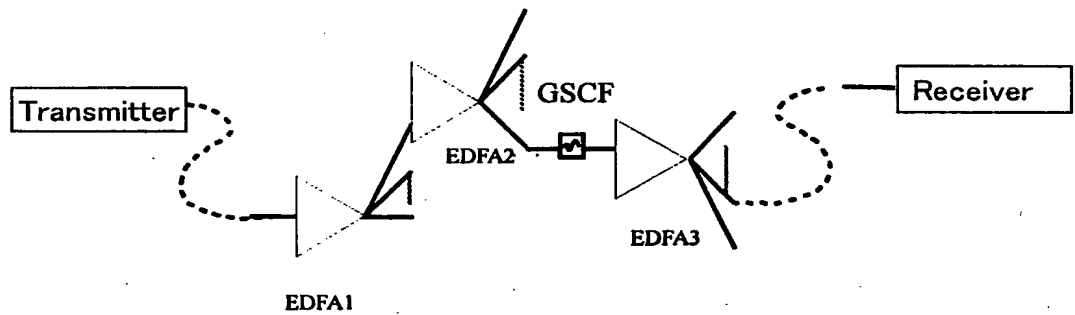 Transmitter
GSCF
Receiver
EDFA2
EDFA3
EDFA1